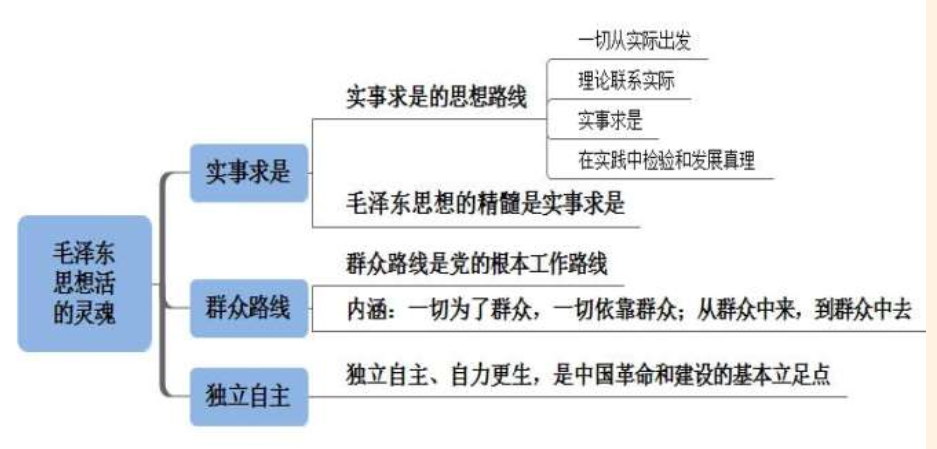 毛泽东
思想活
的灵魂
实事求是
实事求是的思想路线
一切从实际出发
理论联系实际
实事求是
在实践中检验和发展真理
毛泽东思想的精髓是实事求是
群众路线
群众路线是党的根本工作路线
内涵：一切为了群众，一切依靠群众；从群众中来，到群众中去
独立自主
独立自主、自力更生，是中国革命和建设的基本立足点